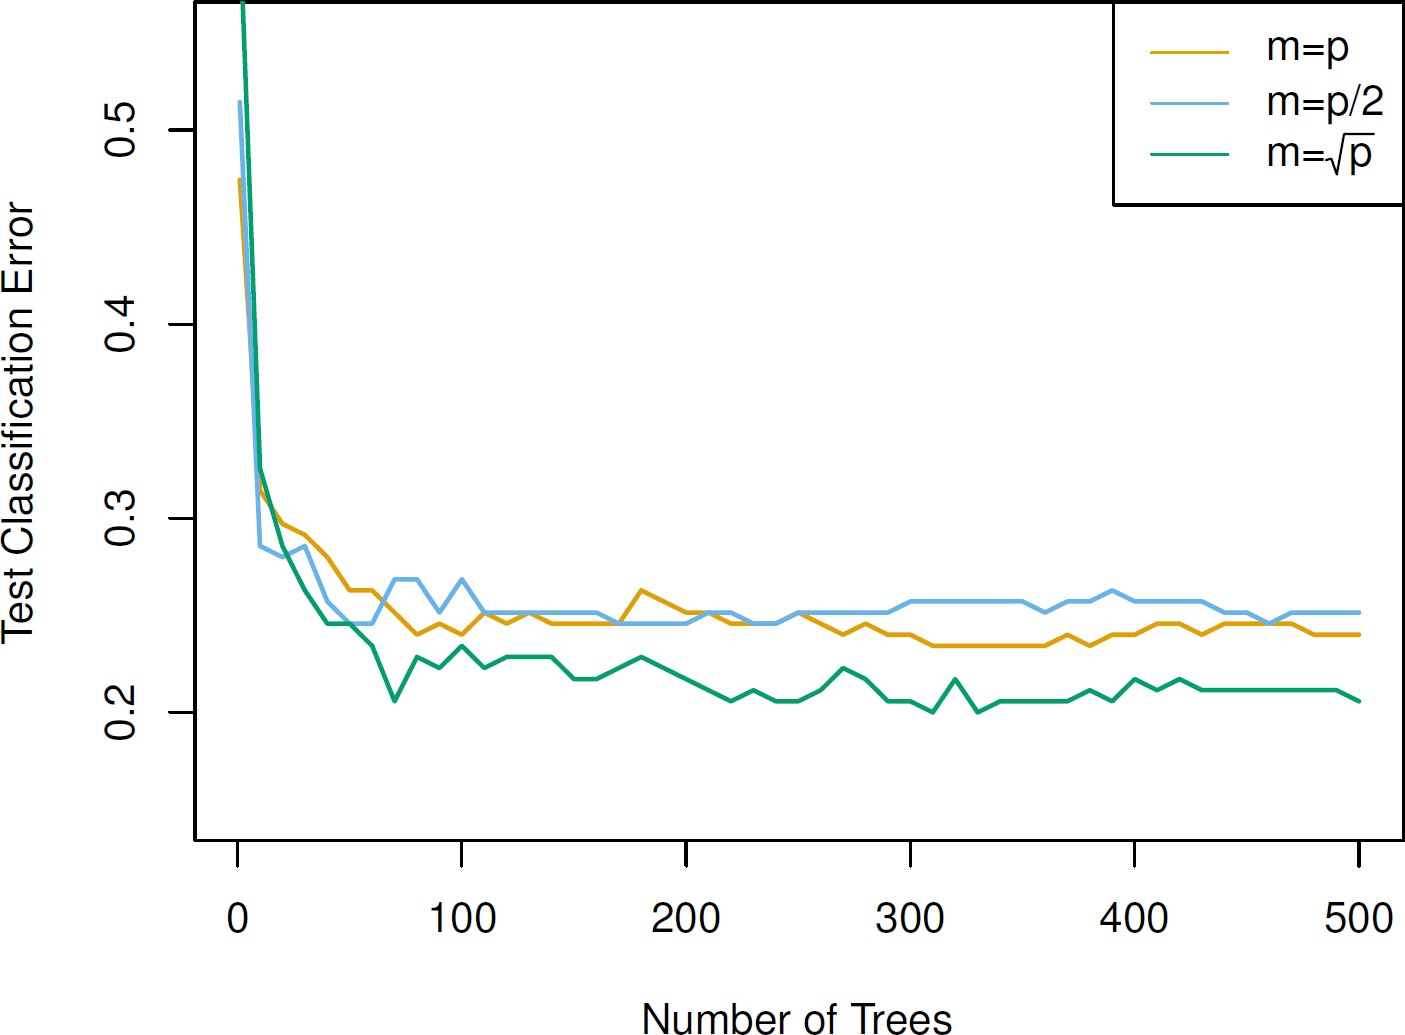 m=p
m=p/2
m=√p
Test Classification Error
0.5
0.4
0.3
0.2
0 100 200 300 400 500
Number of Trees